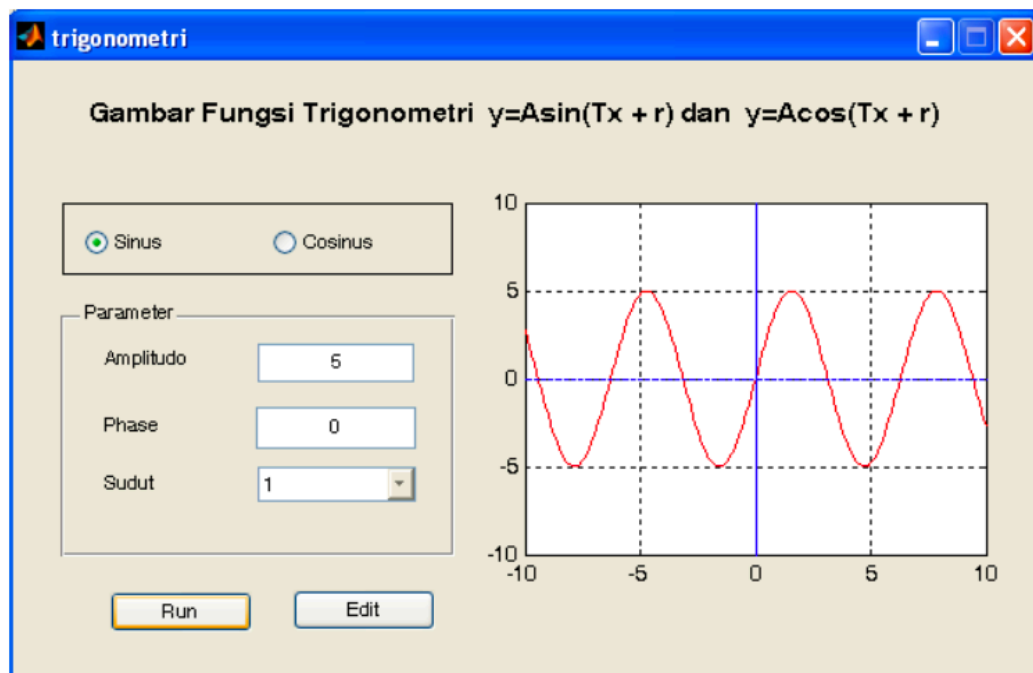 trigonometri
Gambar Fungsi Trigonometri y=Asin(Tx + r) dan y=Acos(Tx + r)
Sinus Cosinus
Parameter
Amplitudo 5
Phase 0
Sudut 1
Run Edit
10
5
0
-5
-10
-10 -5 0 5 10